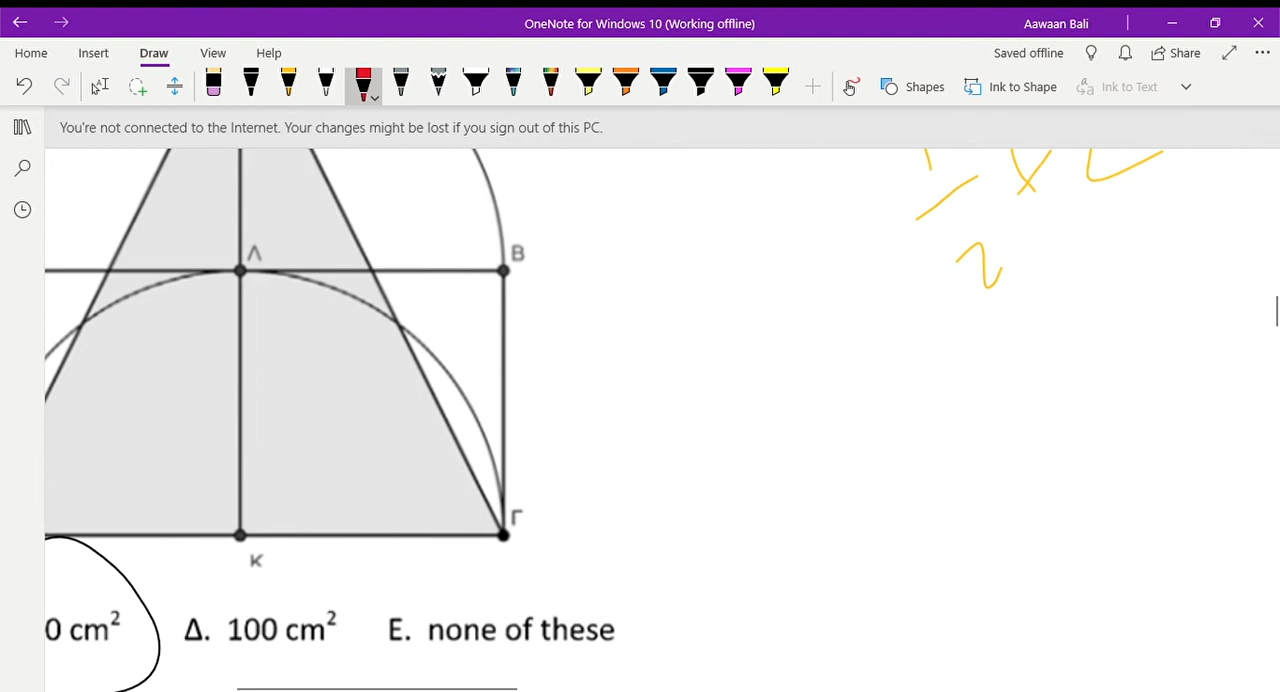 OneNote for Windows 10 (Working offline)
Aawaan Bali
Home Insert Draw View Help
Saved offline
Share
Shapes
Ink to Shape
Ink to Text
You're not connected to the Internet. Your changes might be lost if you sign out of this PC.
Λ
B
Γ
K
2
0 cm²
Δ. 100 cm²
E. none of these